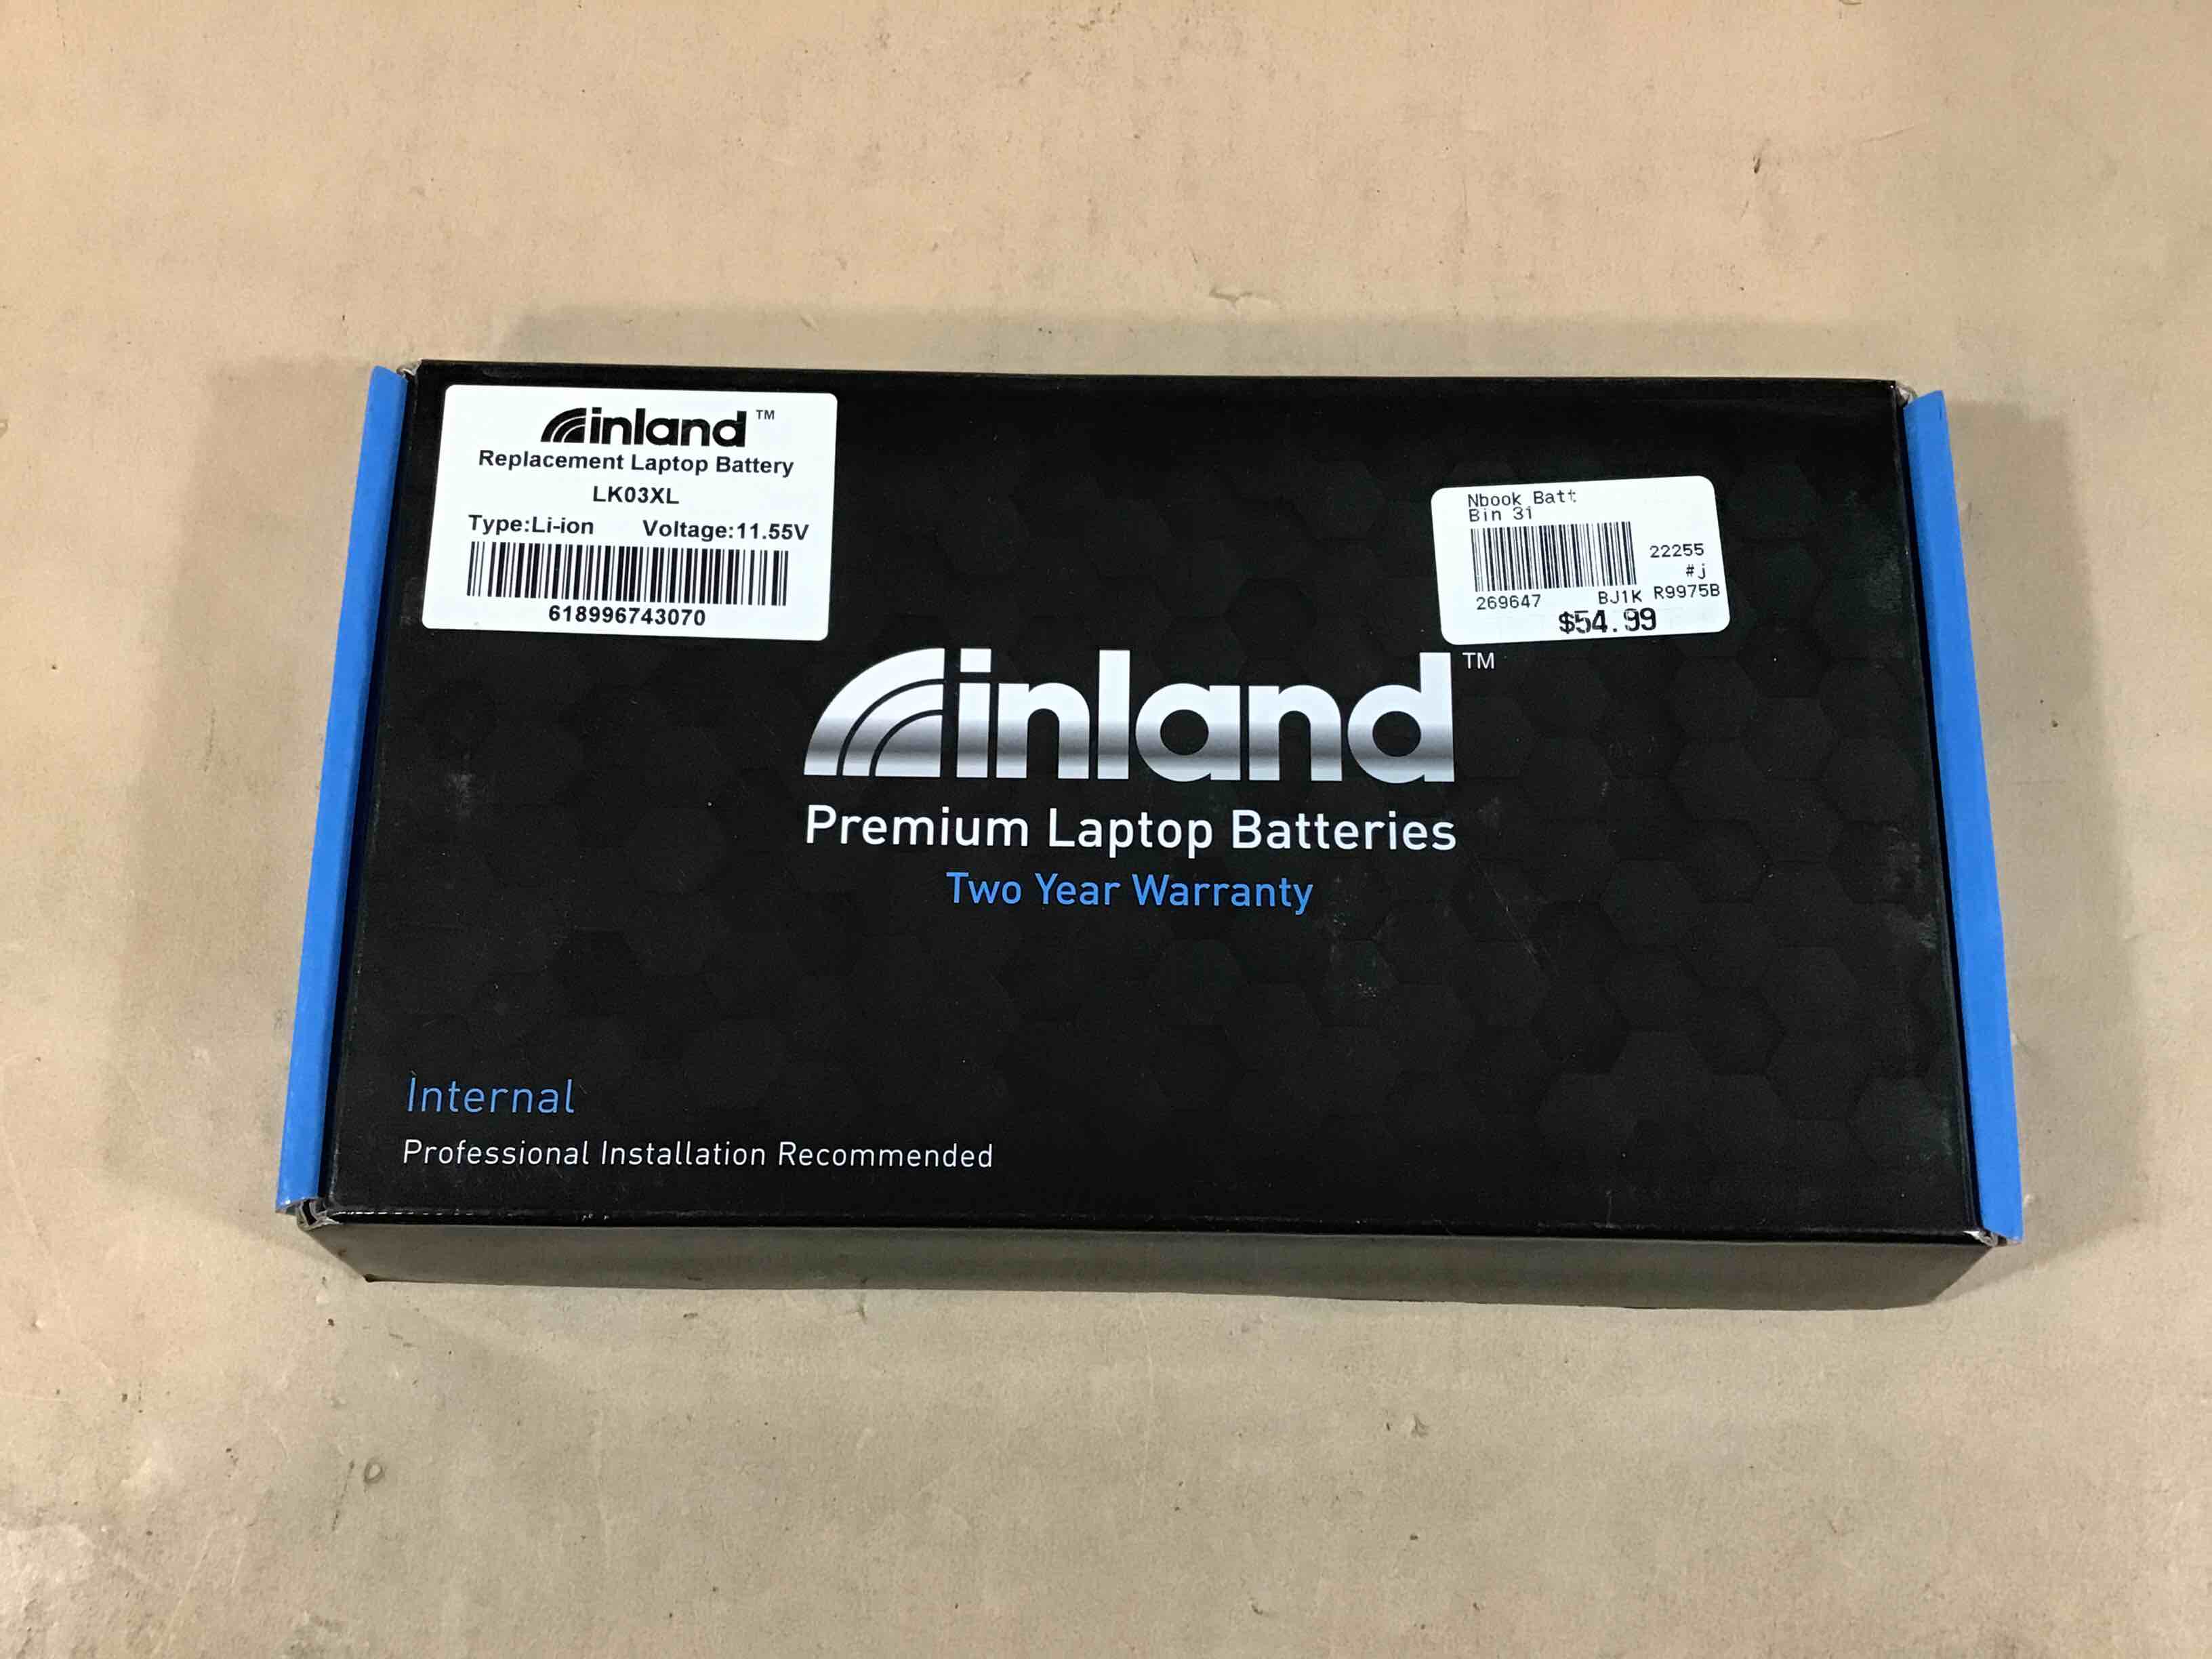 inland™
Replacement Laptop Battery
LK03XL
Type:Li-ion Voltage:11.55V
618996743070
Nbook Batt
Bin 31
22255
#j
269647 BJ1K R9975B
$54.99
inland™
Premium Laptop Batteries
Two Year Warranty
Internal
Professional Installation Recommended